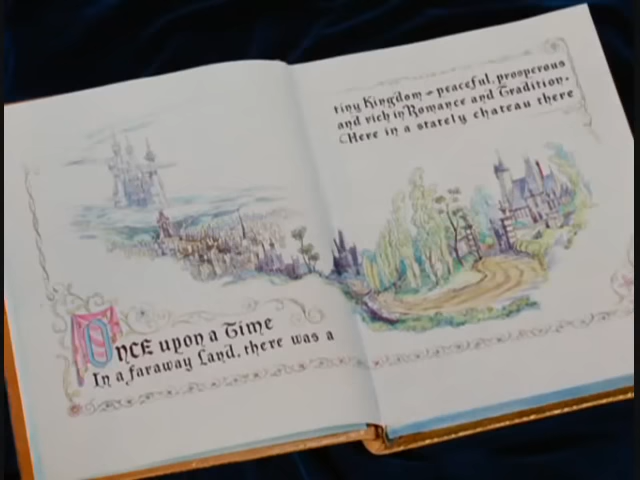 Once upon a Time
In a faraway Land, there was a
tiny Kingdom - peaceful, prosperous
and rich in Romance and Tradition.
Here in a stately chateau there